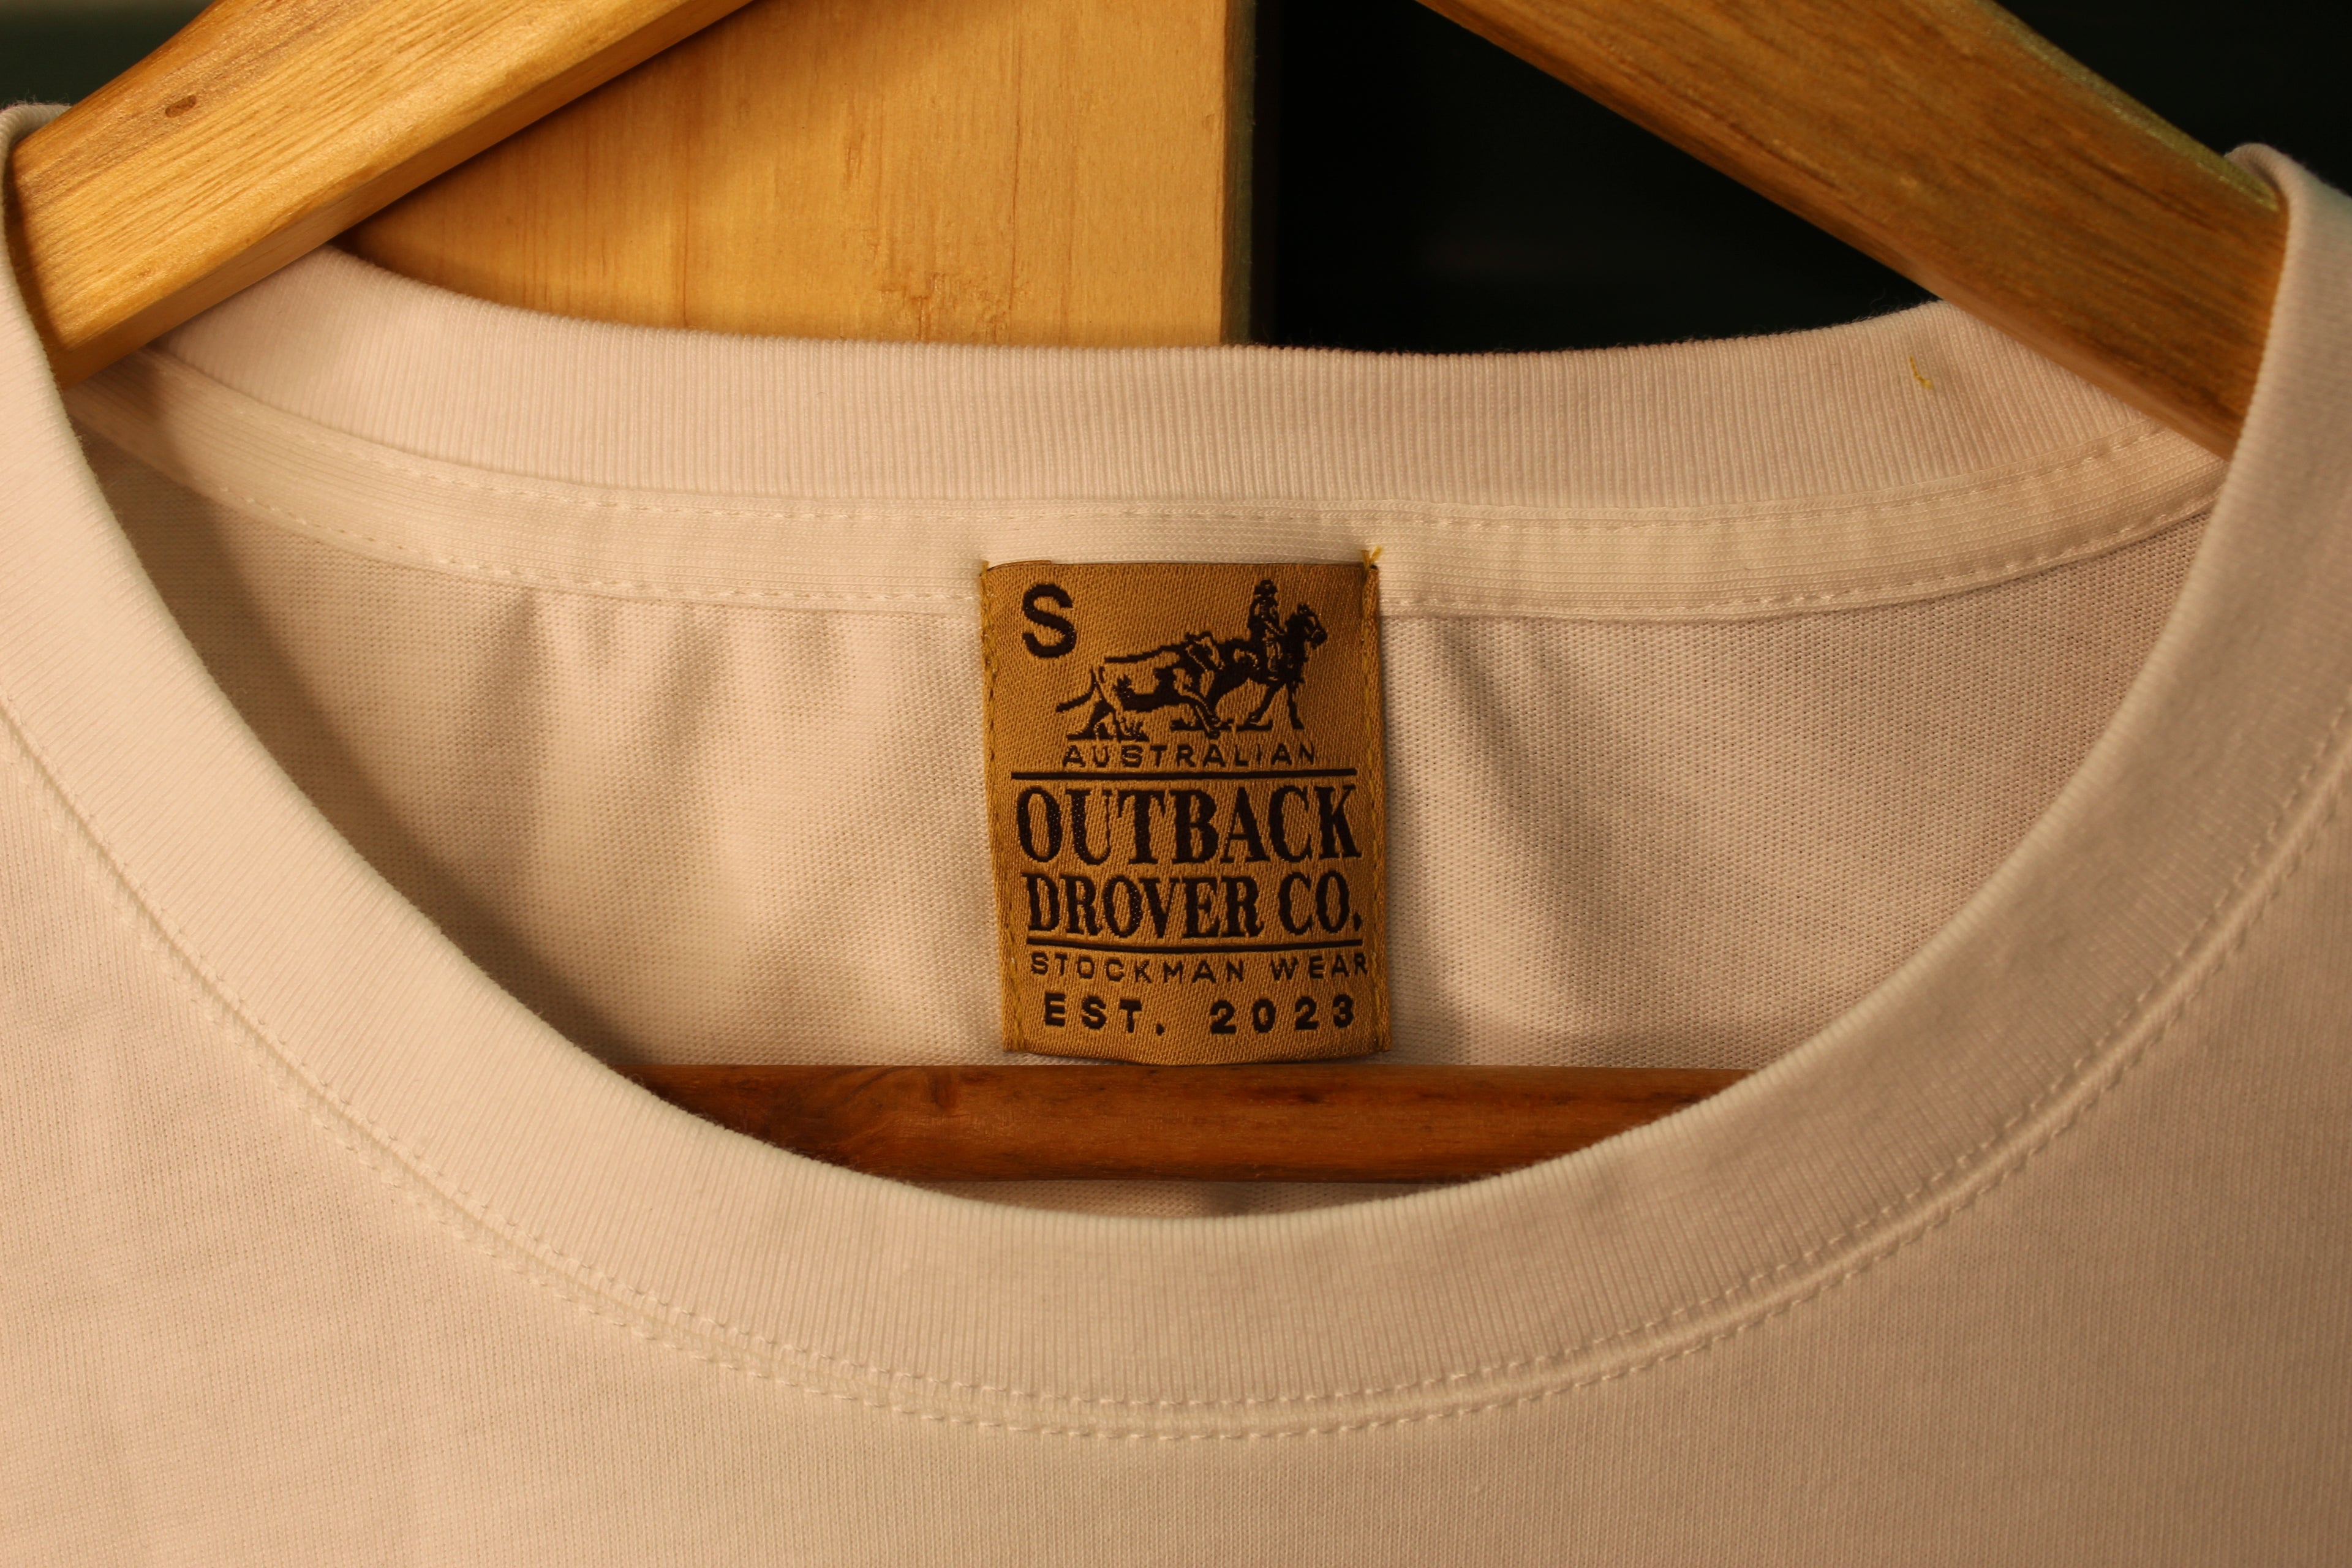 S
AUSTRALIAN
OUTBACK
DROVER CO.
STOCKMAN WEAR
EST. 2023